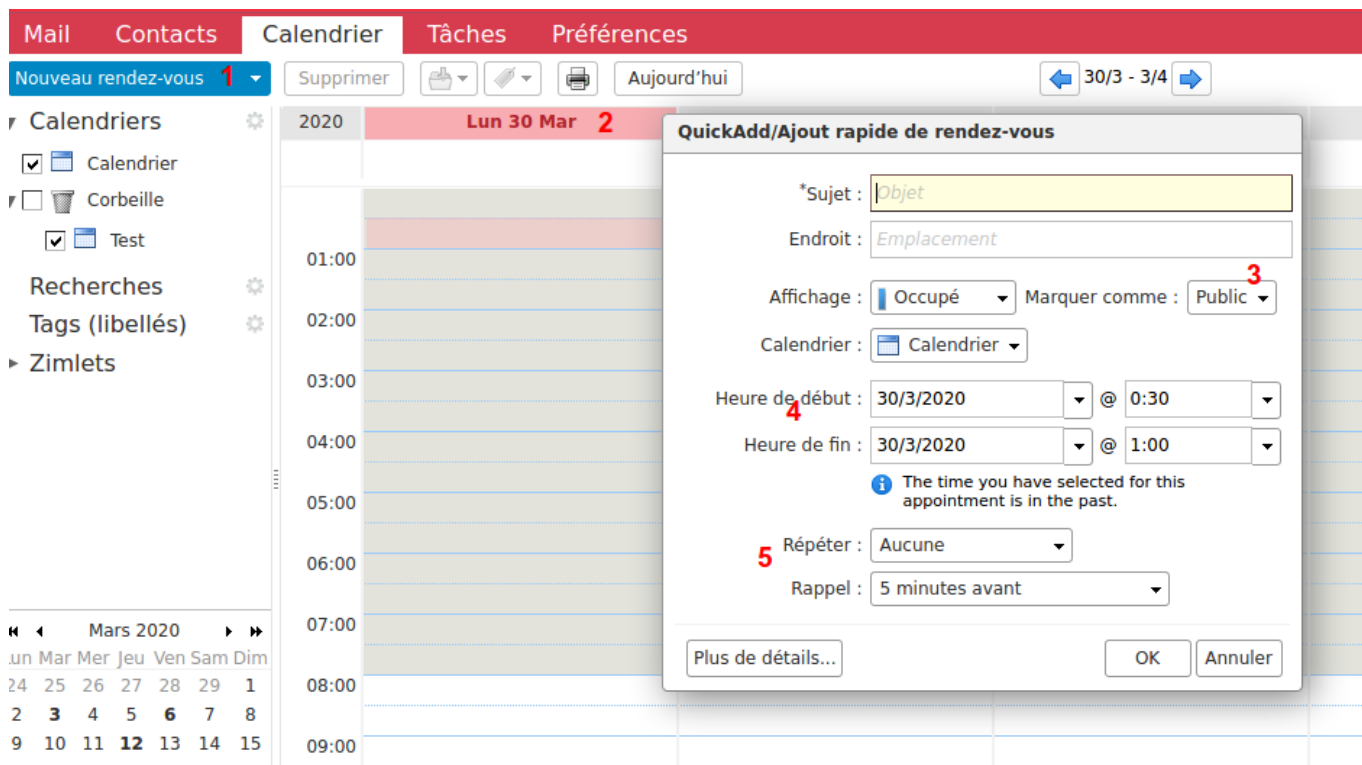 Mail Contacts Calendrier Tâches Préférences
Nouveau rendez-vous 1 Supprimer Aujourd'hui 30/3 - 3/4
Calendriers
Calendrier
Corbeille
Test
Recherches
Tags (libellés)
Zimlets
Mars 2020
Lun Mar Mer Jeu Ven Sam Dim
24 25 26 27 28 29 1
2 3 4 5 6 7 8
9 10 11 12 13 14 15
2020 Lun 30 Mar 2
01:00
02:00
03:00
04:00
05:00
06:00
07:00
08:00
09:00
QuickAdd/Ajout rapide de rendez-vous
*Sujet : Objet
Endroit : Emplacement
3
Affichage : Occupé Marquer comme : Public
Calendrier : Calendrier
Heure de début : 30/3/2020 @ 0:30
4
Heure de fin : 30/3/2020 @ 1:00
The time you have selected for this
appointment is in the past.
Répéter : Aucune
5
Rappel : 5 minutes avant
Plus de détails... OK Annuler